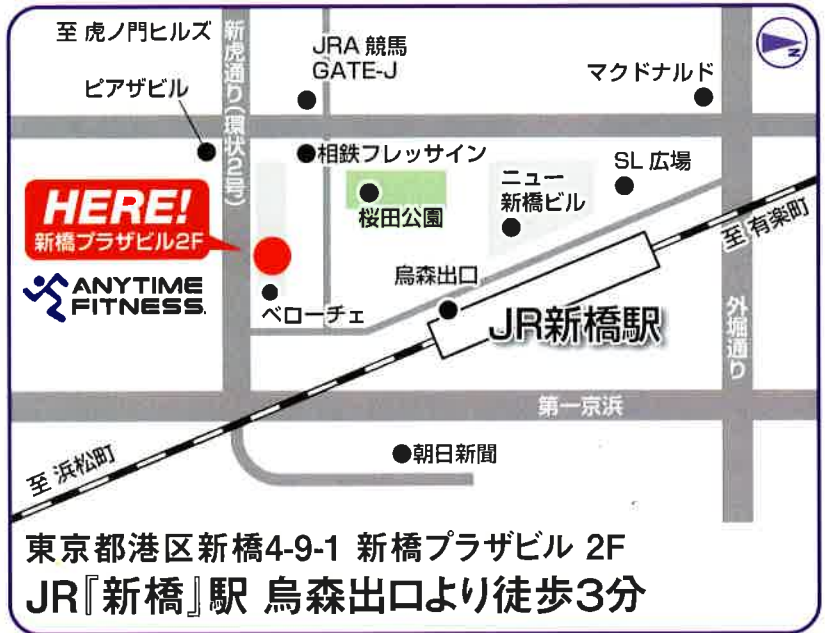 至 虎ノ門ヒルズ
新虎通り(環状2号)
JRA 競馬
GATE-J
N
マクドナルド
ピアザビル
相鉄フレッサイン
SL 広場
ニュー
新橋ビル
HERE!
新橋プラザビル2F
桜田公園
至 有楽町
ANYTIME
FITNESS.
烏森出口
ベローチェ
JR新橋駅
外堀通り
第一京浜
至 浜松町
朝日新聞
東京都港区新橋4-9-1 新橋プラザビル 2F
JR『新橋』駅 烏森出口より徒歩3分